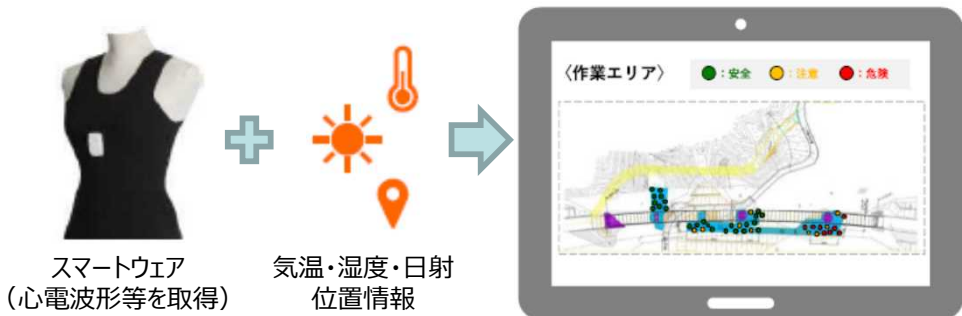 〈作業エリア〉
●:安全 ●:注意 ●:危険
スマートウェア
(心電波形等を取得)
気温・湿度・日射
位置情報